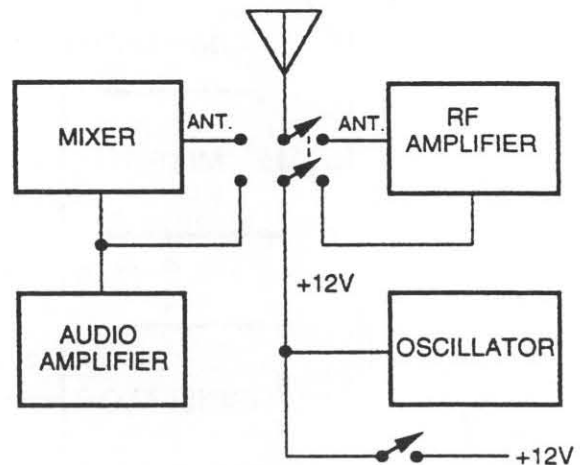 MIXER
ANT.
ANT.
RF
AMPLIFIER
+12V
AUDIO
AMPLIFIER
OSCILLATOR
+12V